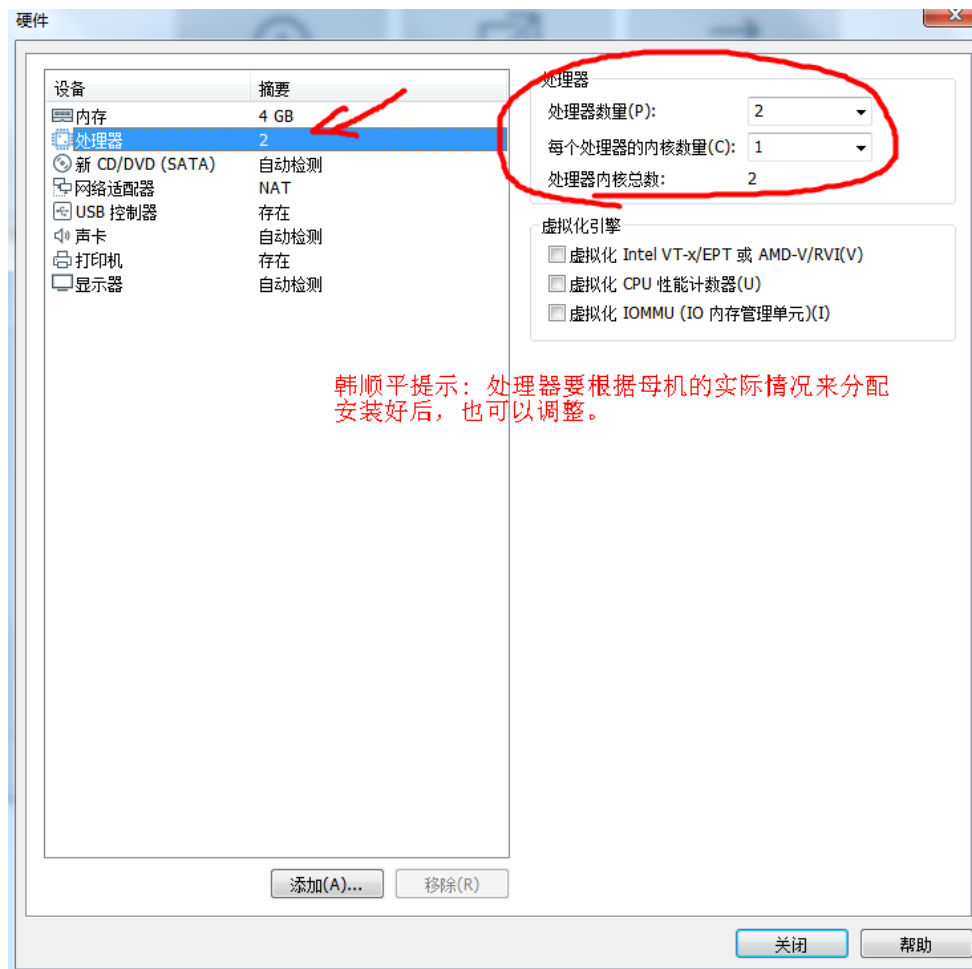 硬件
设备 摘要
内存 4 GB
处理器 2
新 CD/DVD (SATA) 自动检测
网络适配器 NAT
USB 控制器 存在
声卡 自动检测
打印机 存在
显示器 自动检测
处理器
处理器数量(P): 2
每个处理器的内核数量(C): 1
处理器内核总数: 2
虚拟化引擎
虚拟化 Intel VT-x/EPT 或 AMD-V/RVI(V)
虚拟化 CPU 性能计数器(U)
虚拟化 IOMMU (IO 内存管理单元)(I)
韩顺平提示: 处理器要根据母机的实际情况来分配
安装好后，也可以调整。
添加(A)... 移除(R)
关闭 帮助